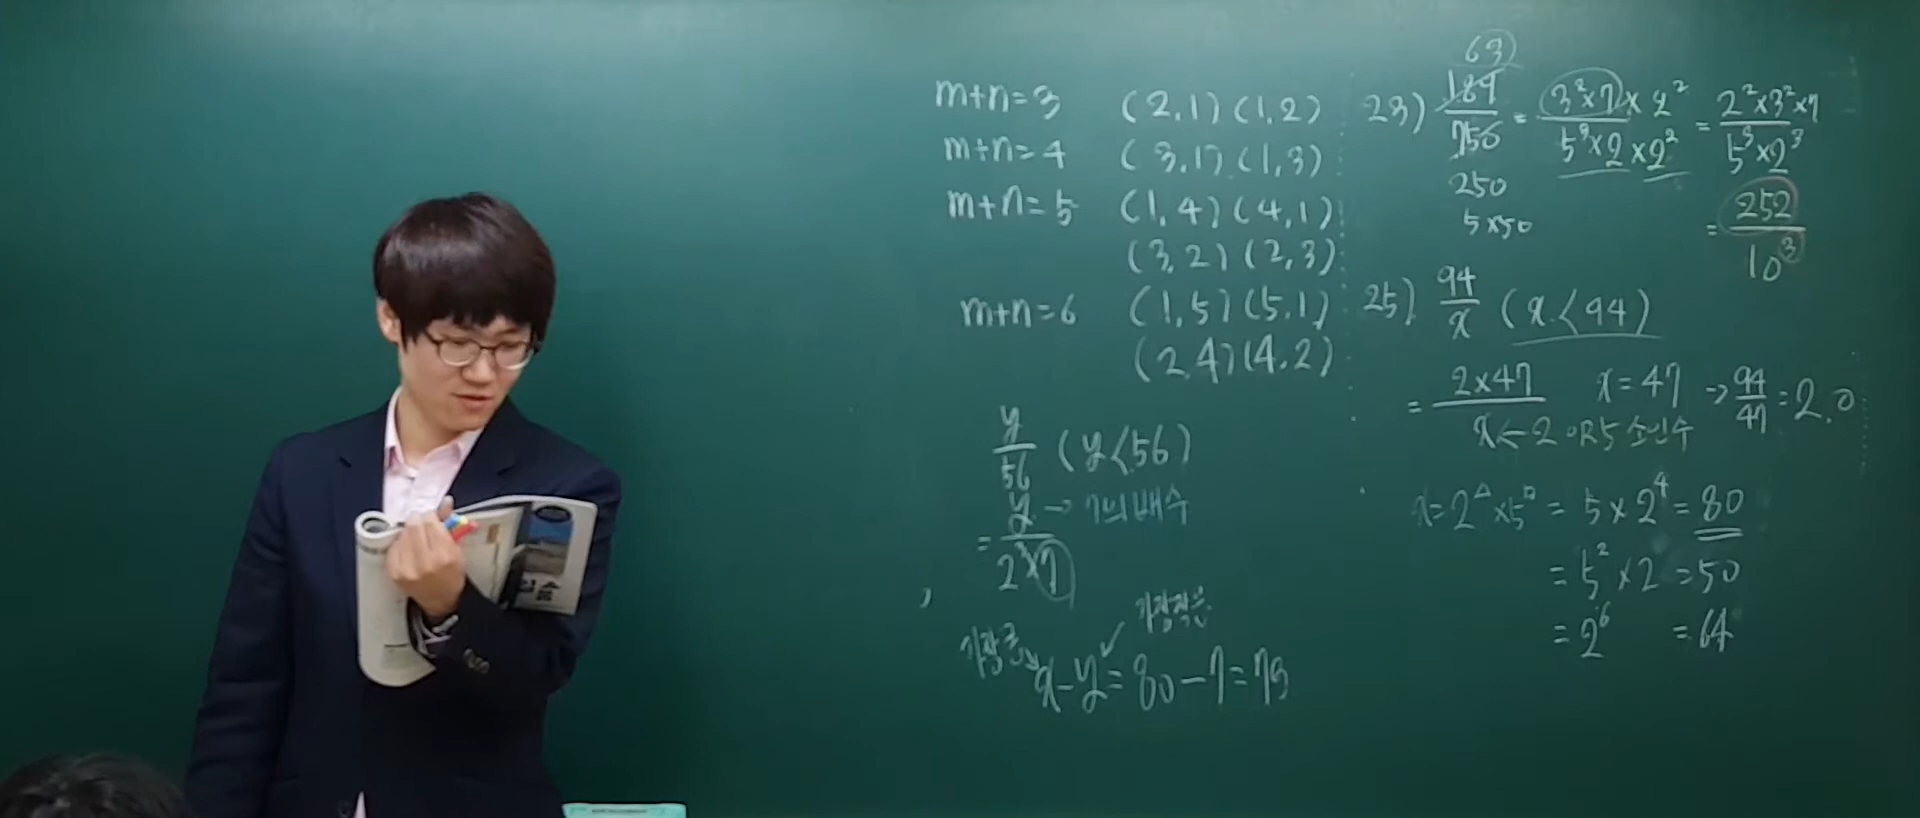 m+n=3 (2,1) (1,2)
m+n=4 (3,1) (1,3)
m+n=5 (1,4) (4,1)
(3,2) (2,3)
m+n=6 (1,5) (5,1)
(2,4) (4,2)
y/56 (y<56)
= y/2³×7 y → 7의배수
가장큰 가장작은
x-y=80-7=73
63
23) 189/750 = 3²×7×2²/5³×2×2² = 2²×3²×7/5³×2³
250
5×50
= 252/10³
25) 94/x (x<94)
= 2×47/x x=47 → 94/47=2.0
x ← 2 or 5 소인수
x=2^△×5^□ = 5×2⁴=80
=5²×2=50
=2⁶ =64